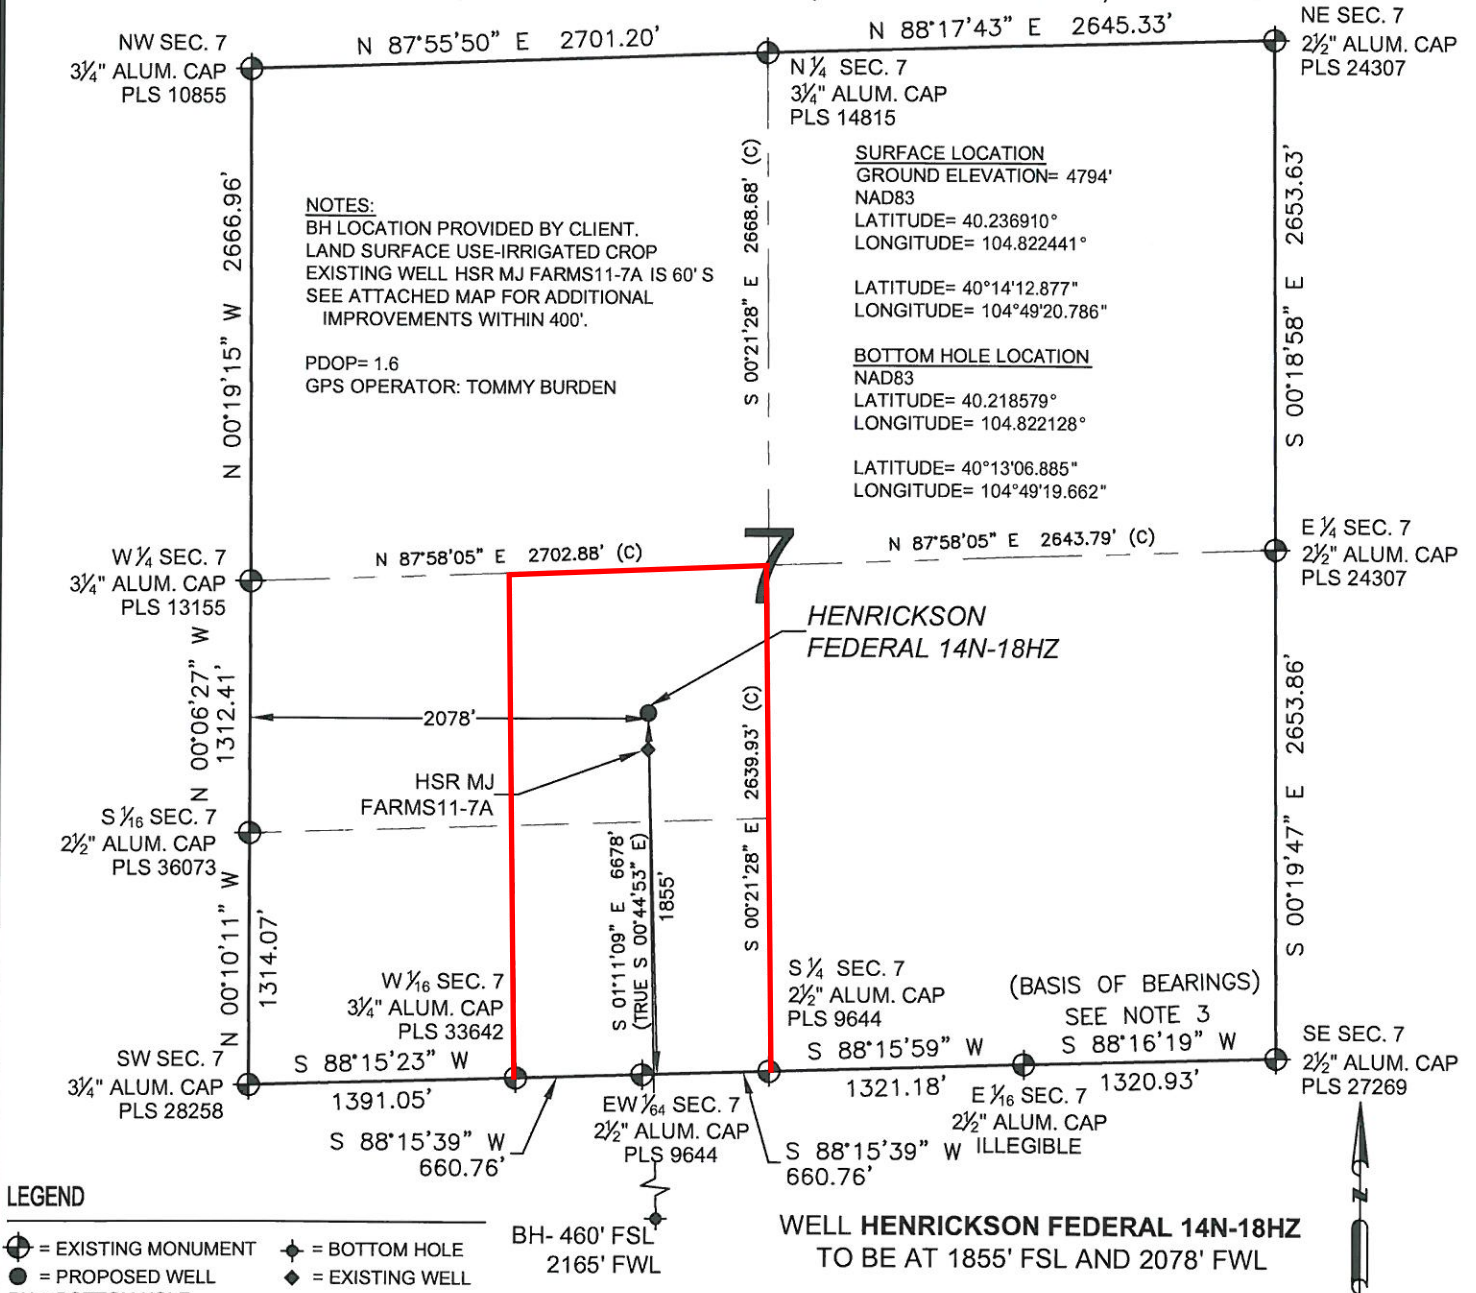 N 87°55'50" E 2701.20'
N 88°17'43" E 2645.33'
NW SEC. 7
3¼" ALUM. CAP
PLS 10855
N ¼ SEC. 7
3¼" ALUM. CAP
PLS 14815
NE SEC. 7
2½" ALUM. CAP
PLS 24307
N 00°19'15" W 2666.96'
NOTES:
BH LOCATION PROVIDED BY CLIENT.
LAND SURFACE USE-IRRIGATED CROP
EXISTING WELL HSR MJ FARMS11-7A IS 60' S
SEE ATTACHED MAP FOR ADDITIONAL
IMPROVEMENTS WITHIN 400'.
PDOP= 1.6
GPS OPERATOR: TOMMY BURDEN
S 00°21'28" E 2668.68' (C)
SURFACE LOCATION
GROUND ELEVATION= 4794'
NAD83
LATITUDE= 40.236910°
LONGITUDE= 104.822441°
LATITUDE= 40°14'12.877"
LONGITUDE= 104°49'20.786"
BOTTOM HOLE LOCATION
NAD83
LATITUDE= 40.218579°
LONGITUDE= 104.822128°
LATITUDE= 40°13'06.885"
LONGITUDE= 104°49'19.662"
S 00°18'58" E 2653.63'
W ¼ SEC. 7
3¼" ALUM. CAP
PLS 13155
N 87°58'05" E 2702.88' (C)
7
N 87°58'05" E 2643.79' (C)
E ¼ SEC. 7
2½" ALUM. CAP
PLS 24307
HENRICKSON
FEDERAL 14N-18HZ
N 00°06'27" W
1312.41'
2078'
HSR MJ
FARMS11-7A
S 00°21'28" E 2639.93' (C)
S 00°19'47" E 2653.86'
S 1⁄16 SEC. 7
2½" ALUM. CAP
PLS 36073
N 00°10'11" W
1314.07'
S 01°11'09" E 6678'
(TRUE S 00°44'53" E)
1855'
W 1⁄16 SEC. 7
3¼" ALUM. CAP
PLS 33642
S ¼ SEC. 7
2½" ALUM. CAP
PLS 9644
(BASIS OF BEARINGS)
SEE NOTE 3
SW SEC. 7
3¼" ALUM. CAP
PLS 28258
S 88°15'23" W
1391.05'
S 88°15'59" W
1321.18'
S 88°16'19" W
1320.93'
SE SEC. 7
2½" ALUM. CAP
PLS 27269
S 88°15'39" W
660.76'
EW 1⁄64 SEC. 7
2½" ALUM. CAP
PLS 9644
S 88°15'39" W
660.76'
E 1⁄16 SEC. 7
2½" ALUM. CAP
ILLEGIBLE
N
LEGEND
= EXISTING MONUMENT
= BOTTOM HOLE
= PROPOSED WELL
= EXISTING WELL
BH- 460' FSL
2165' FWL
WELL HENRICKSON FEDERAL 14N-18HZ
TO BE AT 1855' FSL AND 2078' FWL